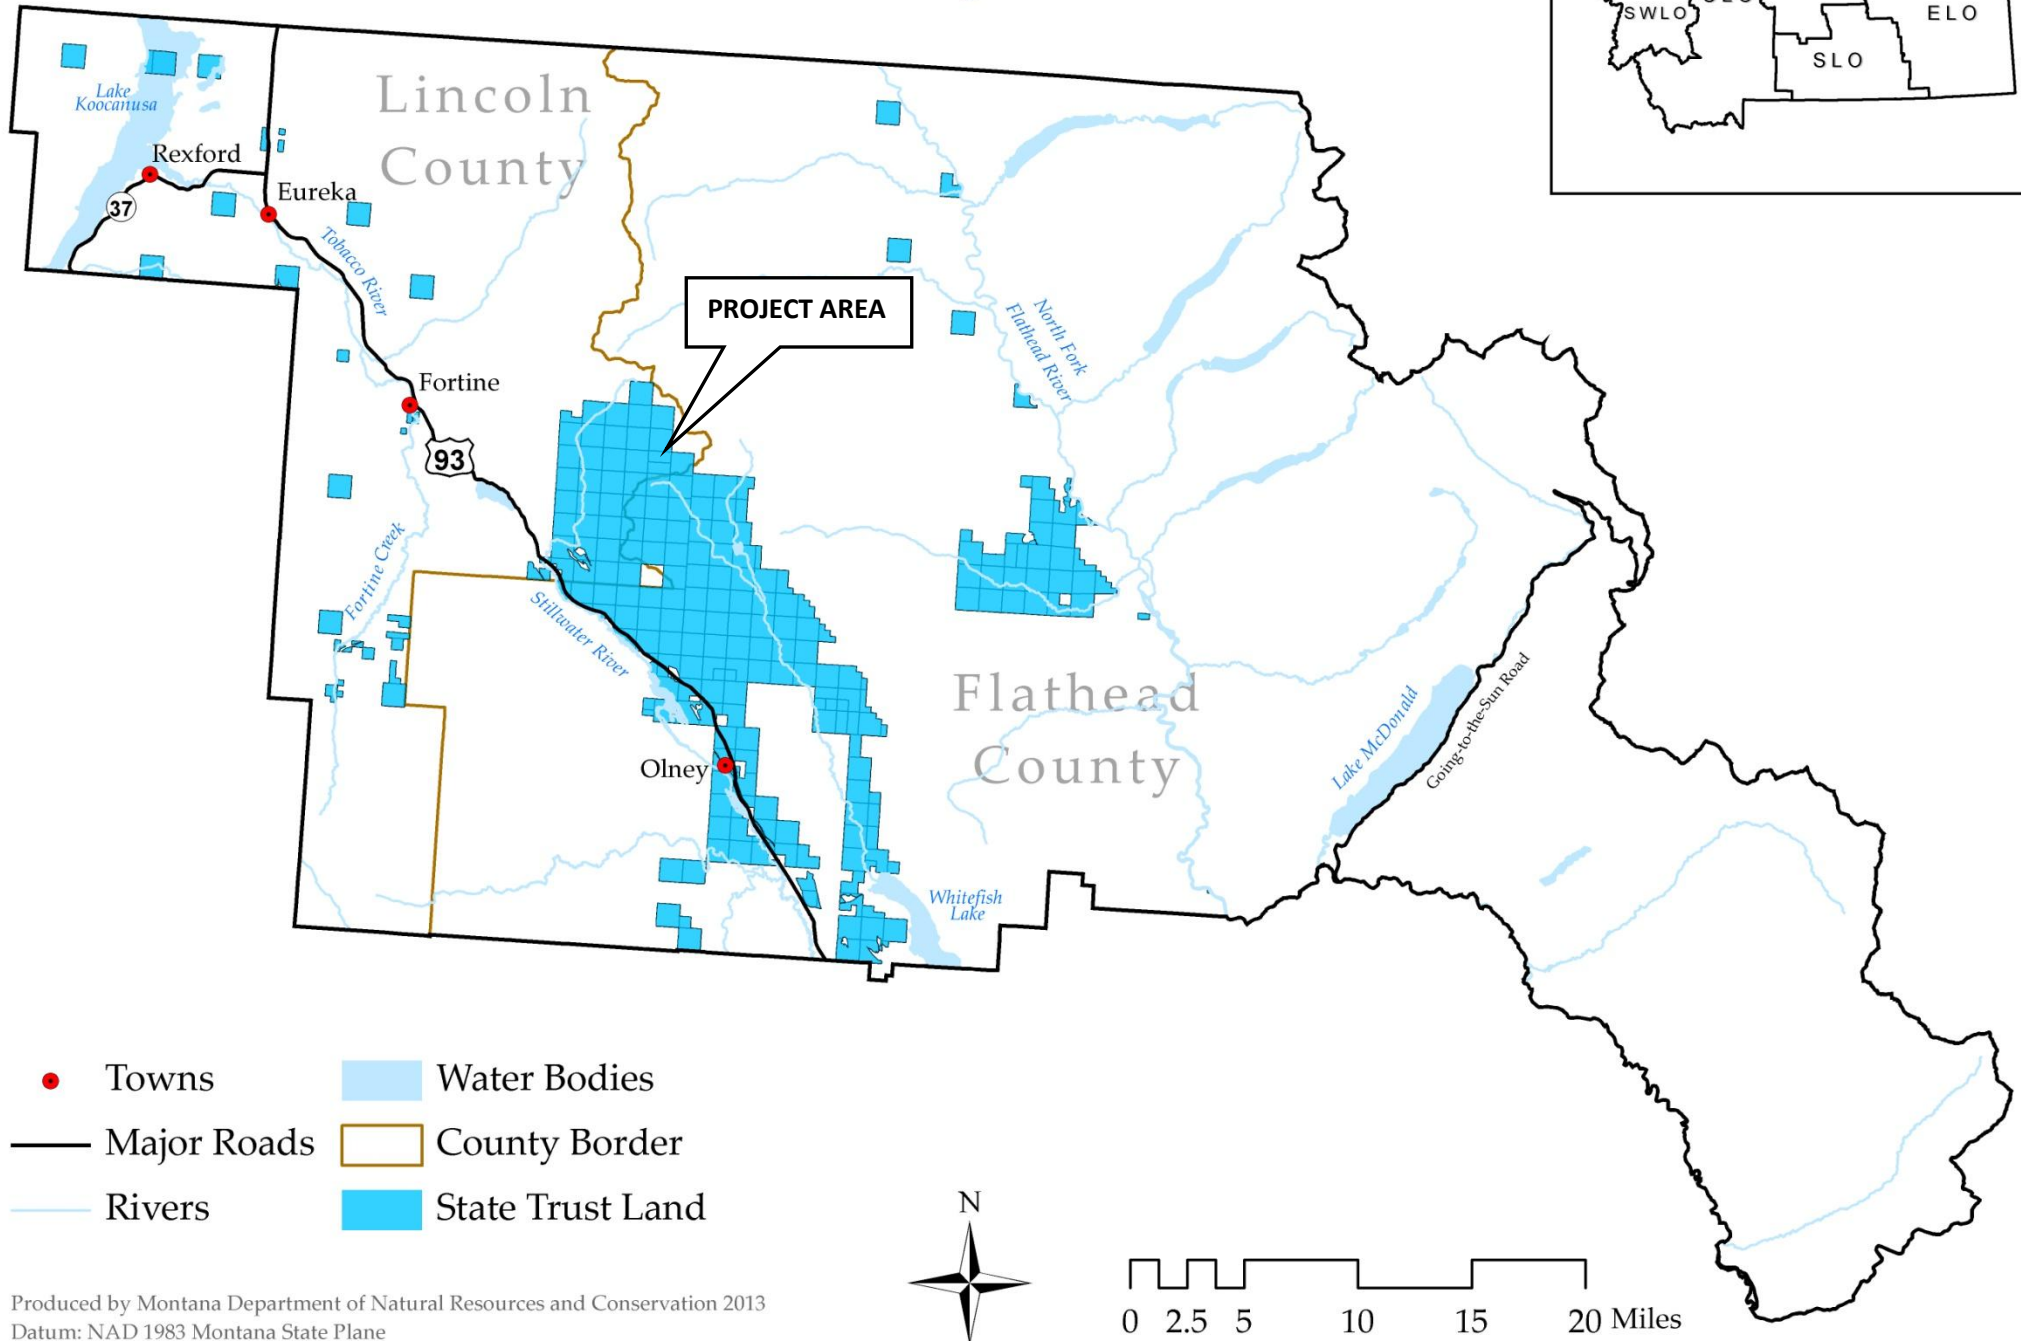 SWLO
SLO
ELO
Lincoln
County
Lake
Koocanusa
Rexford
37
Eureka
Tobacco River
PROJECT AREA
North Fork
Flathead River
Fortine
93
Fortine Creek
Stillwater River
Flathead
County
Lake McDonald
Going-to-the-Sun Road
Olney
Whitefish
Lake
Towns
Water Bodies
Major Roads
County Border
Rivers
State Trust Land
N
0 2.5 5 10 15 20 Miles
Produced by Montana Department of Natural Resources and Conservation 2013
Datum: NAD 1983 Montana State Plane